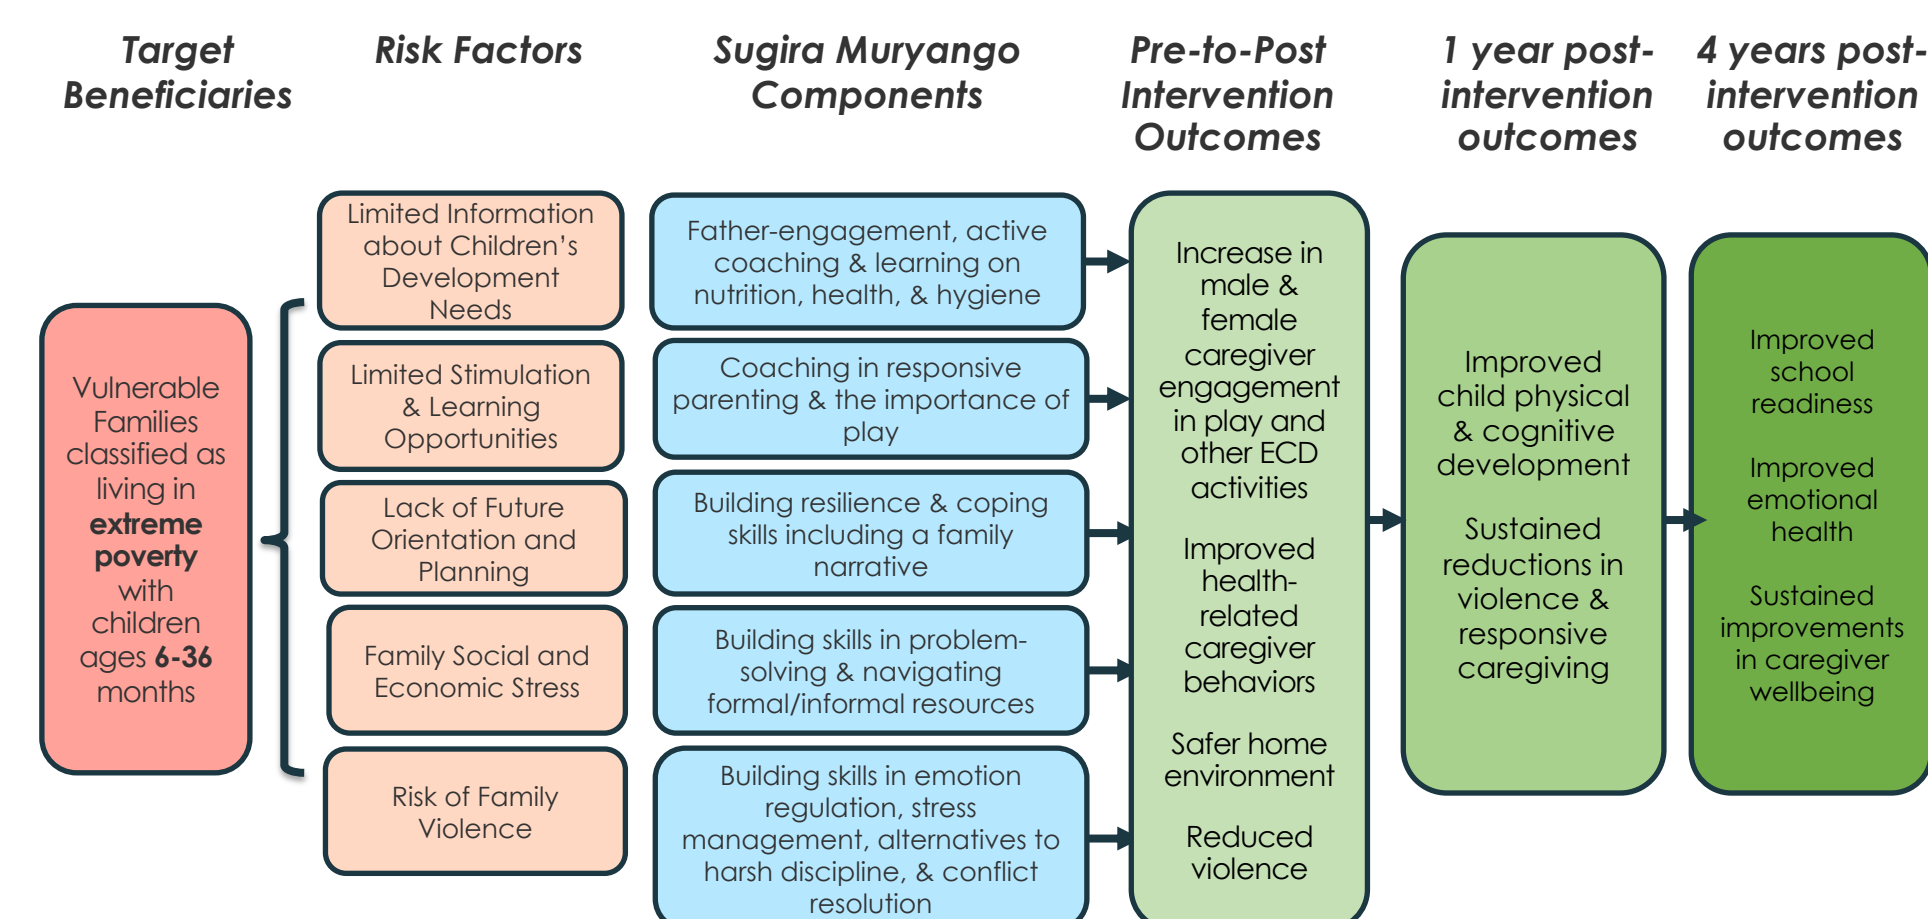 Target
Beneficiaries
Risk Factors
Sugira Muryango
Components
Pre-to-Post
Intervention
Outcomes
1 year post-
intervention
outcomes
4 years post-
intervention
outcomes
Vulnerable
Families
classified as
living in
extreme
poverty
with
children
ages 6-36
months
Limited Information
about Children’s
Development
Needs
Limited Stimulation
& Learning
Opportunities
Lack of Future
Orientation and
Planning
Family Social and
Economic Stress
Risk of Family
Violence
Father-engagement, active
coaching & learning on
nutrition, health, & hygiene
Coaching in responsive
parenting & the importance of
play
Building resilience & coping
skills including a family
narrative
Building skills in problem-
solving & navigating
formal/informal resources
Building skills in emotion
regulation, stress
management, alternatives to
harsh discipline, & conflict
resolution
Increase in
male &
female
caregiver
engagement
in play and
other ECD
activities
Improved
health-
related
caregiver
behaviors
Safer home
environment
Reduced
violence
Improved
child physical
& cognitive
development
Sustained
reductions in
violence &
responsive
caregiving
Improved
school
readiness
Improved
emotional
health
Sustained
improvements
in caregiver
wellbeing